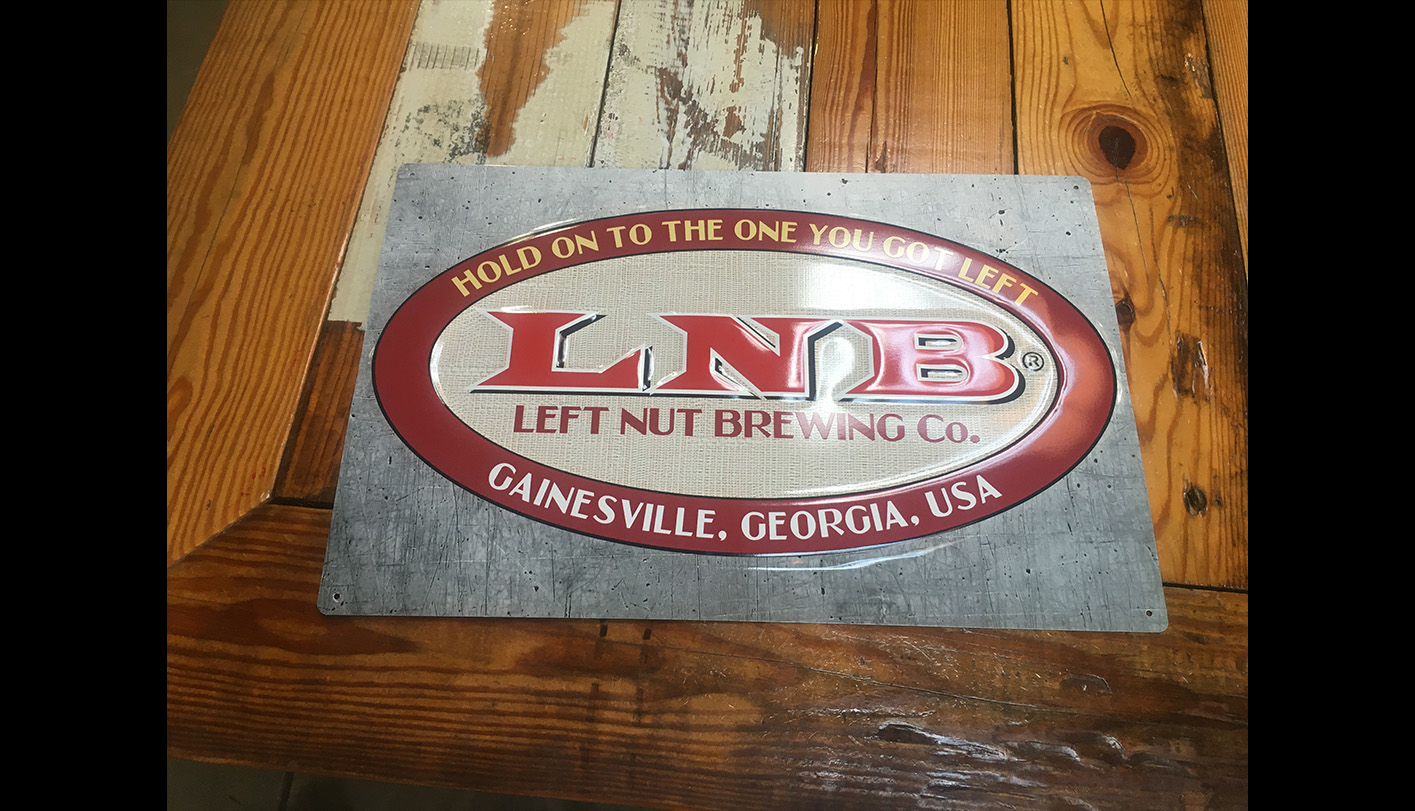 HOLD ON TO THE ONE YOU GOT LEFT
LNB®
LEFT NUT BREWING Co.
GAINESVILLE, GEORGIA, USA